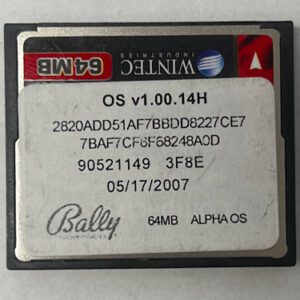 64MB WINTEC
INDUSTRIES
OS v1.00.14H
2820ADD51AF7BBDD8227CE7
7BAF7CF8F68248A0D
90521149 3F8E
05/17/2007
Bally 64MB ALPHA OS